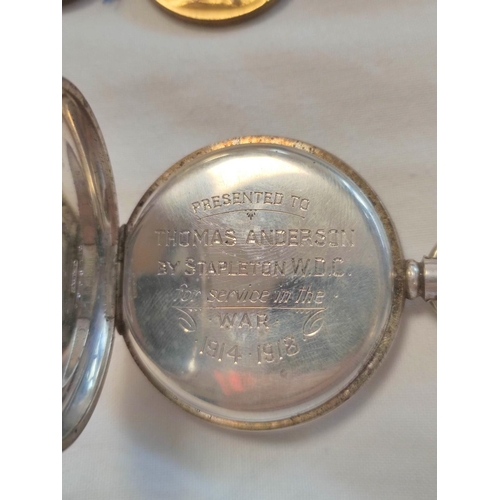 PRESENTED TO
THOMAS ANDERSON
BY STAPLETON W.D.C.
for service in the
WAR
1914 · 1918